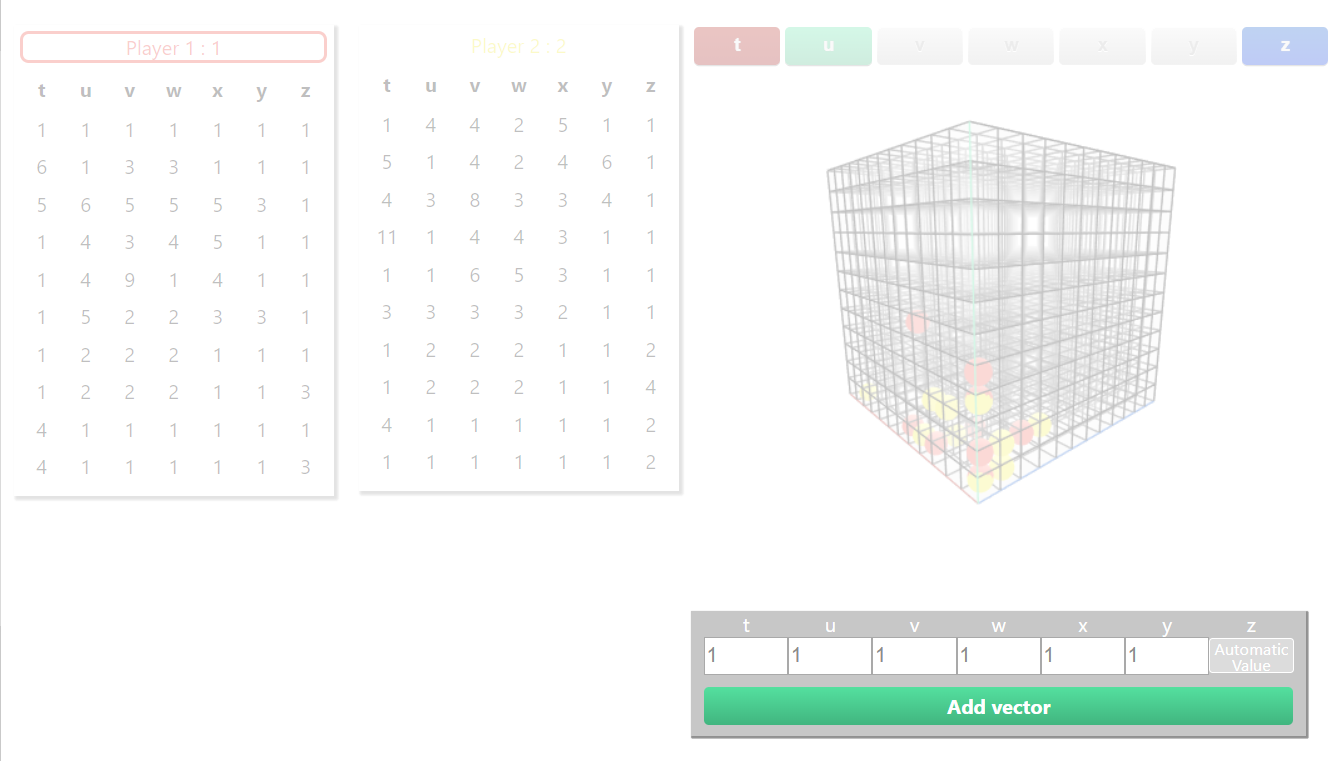 Player 1 : 1
t u v w x y z
1 1 1 1 1 1 1
6 1 3 3 1 1 1
5 6 5 5 5 3 1
1 4 3 4 5 1 1
1 4 9 1 4 1 1
1 5 2 2 3 3 1
1 2 2 2 1 1 1
1 2 2 2 1 1 3
4 1 1 1 1 1 1
4 1 1 1 1 1 3
Player 2 : 2
t u v w x y z
1 4 4 2 5 1 1
5 1 4 2 4 6 1
4 3 8 3 3 4 1
11 1 4 4 3 1 1
1 1 6 5 3 1 1
3 3 3 3 2 1 1
1 2 2 2 1 1 2
1 2 2 2 1 1 4
4 1 1 1 1 1 2
1 1 1 1 1 1 2
t u v w x y z
t u v w x y z
1 1 1 1 1 1 Automatic
Value
Add vector